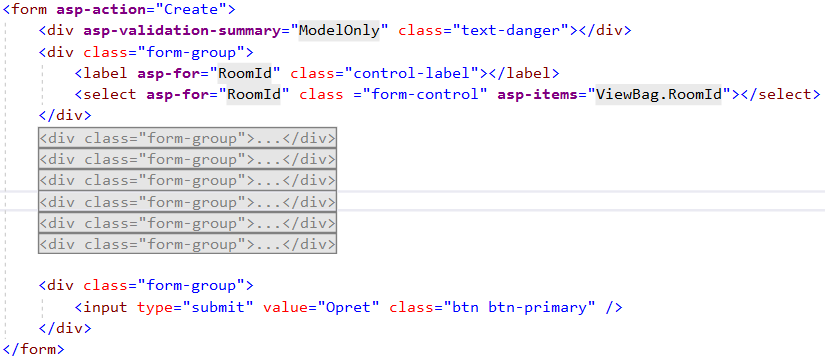 <form asp-action="Create">
<div asp-validation-summary="ModelOnly" class="text-danger"></div>
<div class="form-group">
<label asp-for="RoomId" class="control-label"></label>
<select asp-for="RoomId" class ="form-control" asp-items="ViewBag.RoomId"></select>
</div>
<div class="form-group">...</div>
<div class="form-group">...</div>
<div class="form-group">...</div>
<div class="form-group">...</div>
<div class="form-group">...</div>
<div class="form-group">...</div>
<div class="form-group">
<input type="submit" value="Opret" class="btn btn-primary" />
</div>
</form>